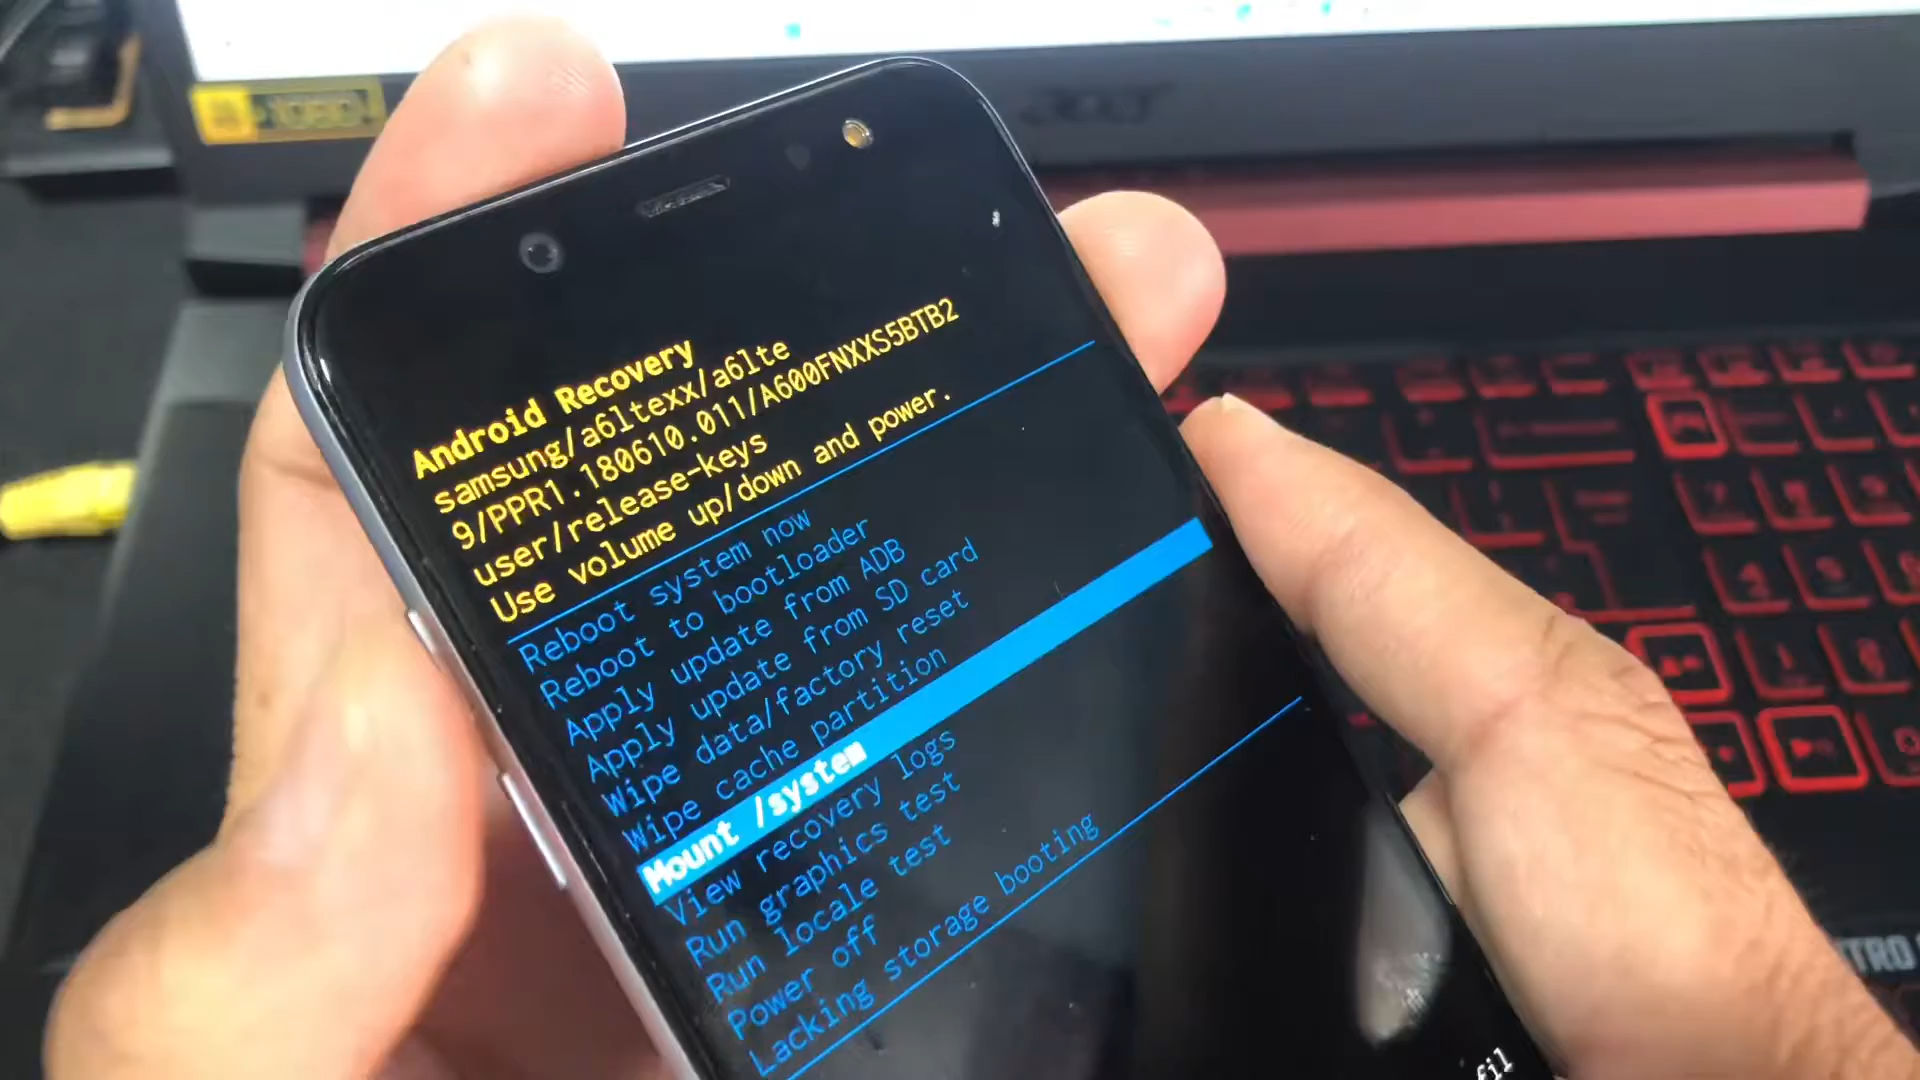 acer
Android Recovery
samsung/a6ltexx/a6lte
9/PPR1.180610.011/A600FNXXS5BTB2
user/release-keys
Use volume up/down and power.
Reboot system now
Reboot to bootloader
Apply update from ADB
Apply update from SD card
Wipe data/factory reset
Wipe cache partition
Mount /system
View recovery logs
Run graphics test
Run locale test
Power off
Lacking storage booting
fil